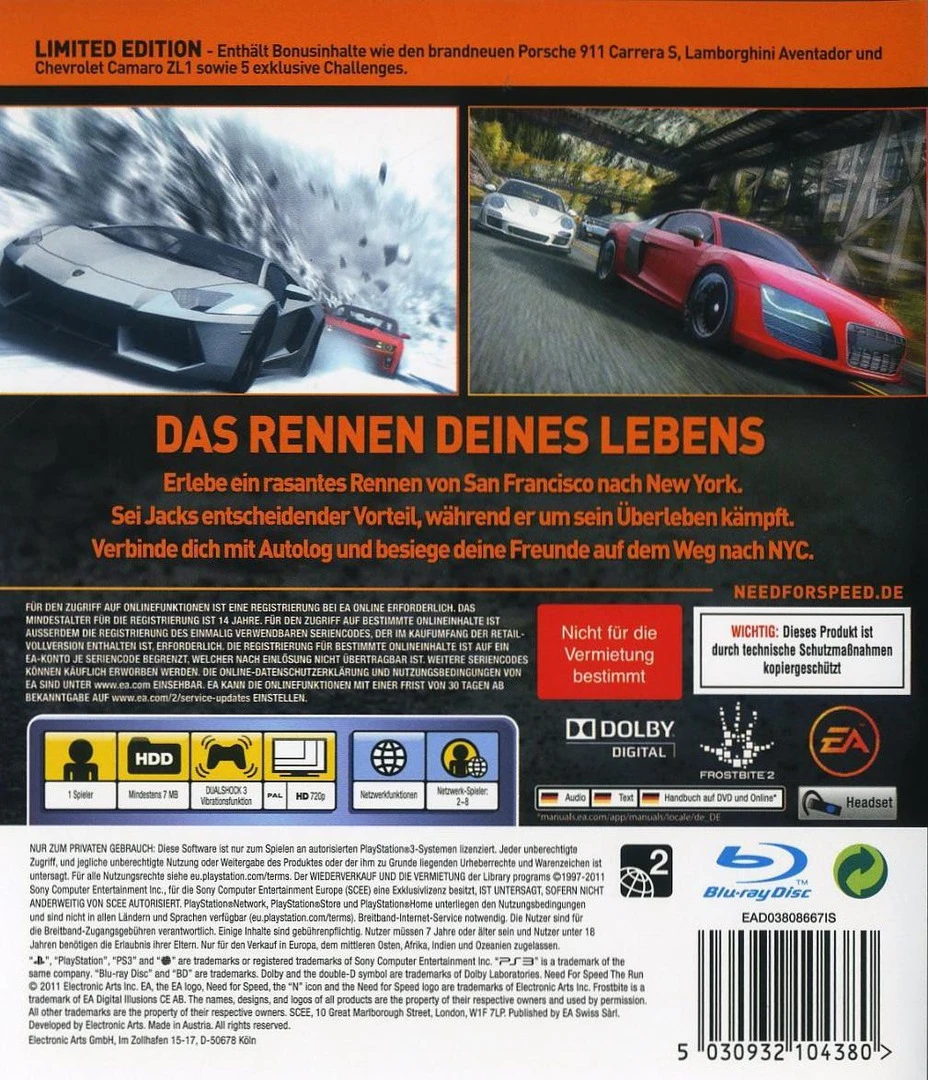 LIMITED EDITION - Enthält Bonusinhalte wie den brandneuen Porsche 911 Carrera S, Lamborghini Aventador und
Chevrolet Camaro ZL1 sowie 5 exklusive Challenges.
DAS RENNEN DEINES LEBENS
Erlebe ein rasantes Rennen von San Francisco nach New York.
Sei Jacks entscheidender Vorteil, während er um sein Überleben kämpft.
Verbinde dich mit Autolog und besiege deine Freunde auf dem Weg nach NYC.
NEEDFORSPEED.DE
FÜR DEN ZUGRIFF AUF ONLINEFUNKTIONEN IST EINE REGISTRIERUNG BEI EA ONLINE ERFORDERLICH. DAS
MINDESTALTER FÜR DIE REGISTRIERUNG IST 14 JAHRE. FÜR DEN ZUGRIFF AUF BESTIMMTE ONLINEINHALTE IST
AUSSERDEM DIE REGISTRIERUNG DES EINMALIG VERWENDBAREN SERIENCODES, DER IM KAUFUMFANG DER RETAIL-
VOLLVERSION ENTHALTEN IST, ERFORDERLICH. DIE REGISTRIERUNG FÜR BESTIMMTE ONLINEINHALTE IST AUF EIN
EA-KONTO JE SERIENCODE BEGRENZT, WELCHER NACH EINLÖSUNG NICHT ÜBERTRAGBAR IST. WEITERE SERIENCODES
KÖNNEN KÄUFLICH ERWORBEN WERDEN. DIE ONLINE-DATENSCHUTZERKLÄRUNG UND NUTZUNGSBEDINGUNGEN VON
EA SIND UNTER www.ea.com EINSEHBAR. EA KANN DIE ONLINEFUNKTIONEN MIT EINER FRIST VON 30 TAGEN AB
BEKANNTGABE AUF www.ea.com/2/service-updates EINSTELLEN.
Nicht für die
Vermietung
bestimmt
WICHTIG: Dieses Produkt ist
durch technische Schutzmaßnahmen
kopiergeschützt
DOLBY
DIGITAL
FROSTBITE 2
EA
HDD
1 Spieler
Mindestens 7 MB
DUALSHOCK 3
Vibrationsfunktion
PAL
HD 720p
Netzwerkfunktionen
Netzwerk-Spieler:
2-8
Audio
Text
Handbuch auf DVD und Online*
*manuals.ea.com/app/manuals/locale/de_DE
Headset
NUR ZUM PRIVATEN GEBRAUCH: Diese Software ist nur zum Spielen an autorisierten PlayStation®3-Systemen lizenziert. Jeder unberechtigte
Zugriff, und jegliche unberechtigte Nutzung oder Weitergabe des Produktes oder der ihm zu Grunde liegenden Urheberrechte und Warenzeichen ist
untersagt. Für alle Nutzungsrechte siehe eu.playstation.com/terms. Der WIEDERVERKAUF UND DIE VERMIETUNG der Library programs ©1997-2011
Sony Computer Entertainment Inc., für die Sony Computer Entertainment Europe (SCEE) eine Exklusivlizenz besitzt, IST UNTERSAGT, SOFERN NICHT
ANDERWEITIG VON SCEE AUTORISIERT. PlayStation®Network, PlayStation®Store und PlayStation®Home unterliegen den Nutzungsbedingungen
und sind nicht in allen Ländern und Sprachen verfügbar (eu.playstation.com/terms). Breitband-Internet-Service notwendig. Die Nutzer sind für
die Breitband-Zugangsgebühren verantwortlich. Einige Inhalte sind gebührenpflichtig. Nutzer müssen 7 Jahre oder älter sein und Nutzer unter 18
Jahren benötigen die Erlaubnis ihrer Eltern. Nur für den Verkauf in Europa, dem mittleren Osten, Afrika, Indien und Ozeanien zugelassen.
"PS", "PlayStation", "PS3" and "●" are trademarks or registered trademarks of Sony Computer Entertainment Inc. "PS3" is a trademark of the
same company. "Blu-ray Disc" and "BD" are trademarks. Dolby and the double-D symbol are trademarks of Dolby Laboratories. Need For Speed The Run
© 2011 Electronic Arts Inc. EA, the EA logo, Need for Speed, the "N" icon and the Need for Speed logo are trademarks of Electronic Arts Inc. Frostbite is a
trademark of EA Digital Illusions CE AB. The names, designs, and logos of all products are the property of their respective owners and used by permission.
All other trademarks are the property of their respective owners. SCEE, 10 Great Marlborough Street, London, W1F 7LP. Published by EA Swiss Sàrl.
Developed by Electronic Arts. Made in Austria. All rights reserved.
Electronic Arts GmbH, Im Zollhafen 15-17, D-50678 Köln
2
Blu-ray Disc™
EAD03808667IS
5 030932 104380 >